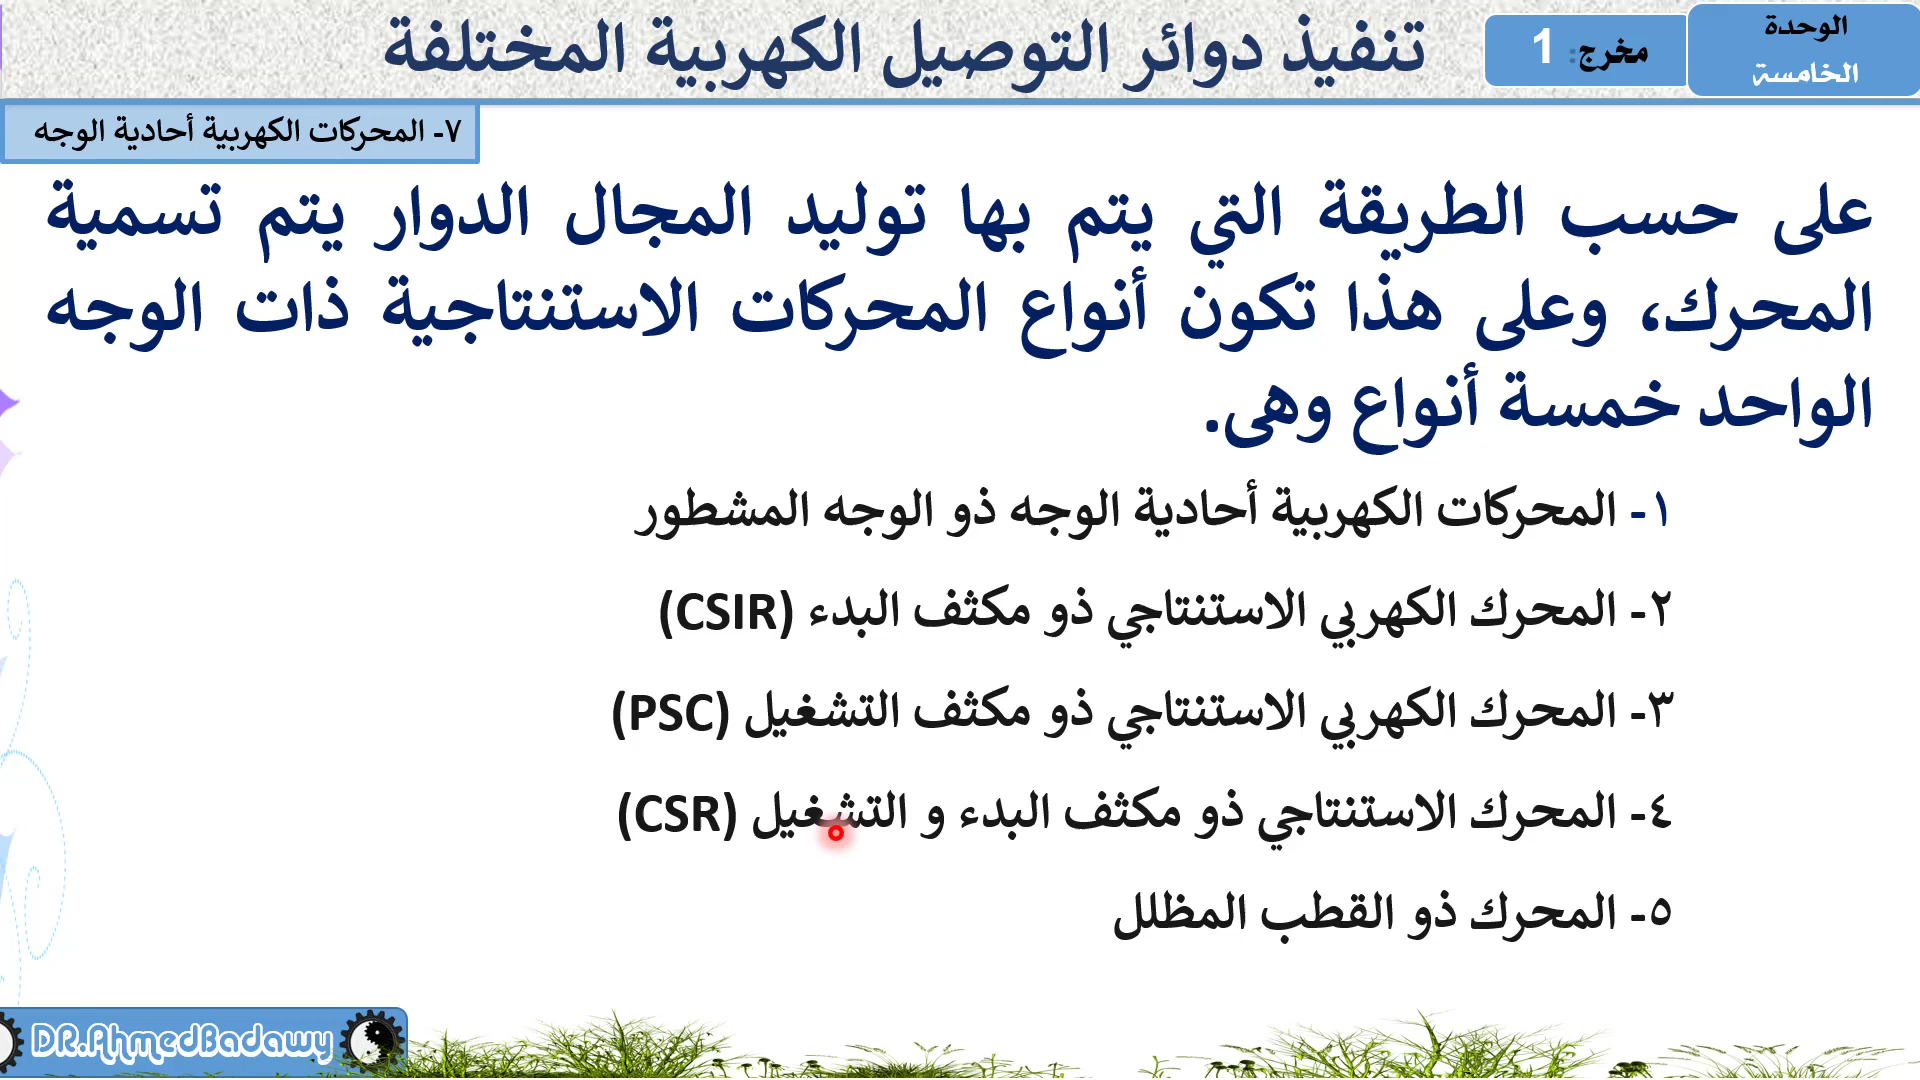 الوحدة
الخامسة
مخرج: 1
تنفيذ دوائر التوصيل الكهربية المختلفة
٧- المحركات الكهربية أحادية الوجه
على حسب الطريقة التي يتم بها توليد المجال الدوار يتم تسمية
المحرك، وعلى هذا تكون أنواع المحركات الاستنتاجية ذات الوجه
الواحد خمسة أنواع وهى.
١- المحركات الكهربية أحادية الوجه ذو الوجه المشطور
٢- المحرك الكهربي الاستنتاجي ذو مكثف البدء (CSIR)
٣- المحرك الكهربي الاستنتاجي ذو مكثف التشغيل (PSC)
٤- المحرك الاستنتاجي ذو مكثف البدء و التشغيل (CSR)
٥- المحرك ذو القطب المظلل
DR.AhmedBadawy